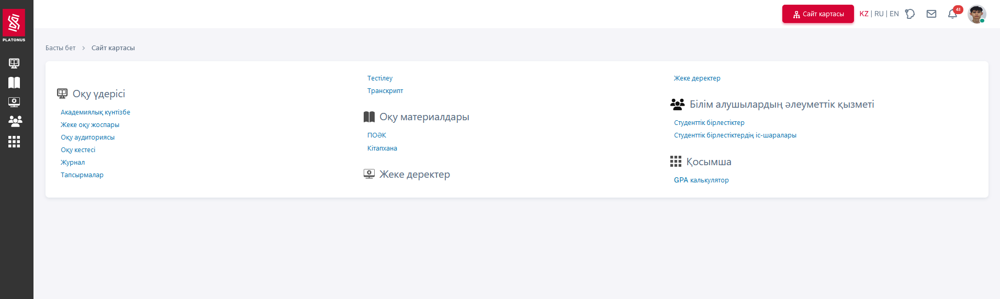 PLATONUS
Сайт картасы
KZ | RU | EN
41
Басты бет > Сайт картасы
Оқу үдерісі
Академиялық күнтізбе
Жеке оқу жоспары
Оқу аудиториясы
Оқу кестесі
Журнал
Тапсырмалар
Тестілеу
Транскрипт
Оқу материалдары
ПОӘК
Кітапхана
Жеке деректер
Жеке деректер
Білім алушылардың әлеуметтік қызметі
Студенттік бірлестіктер
Студенттік бірлестіктердің іс-шаралары
Қосымша
GPA калькулятор